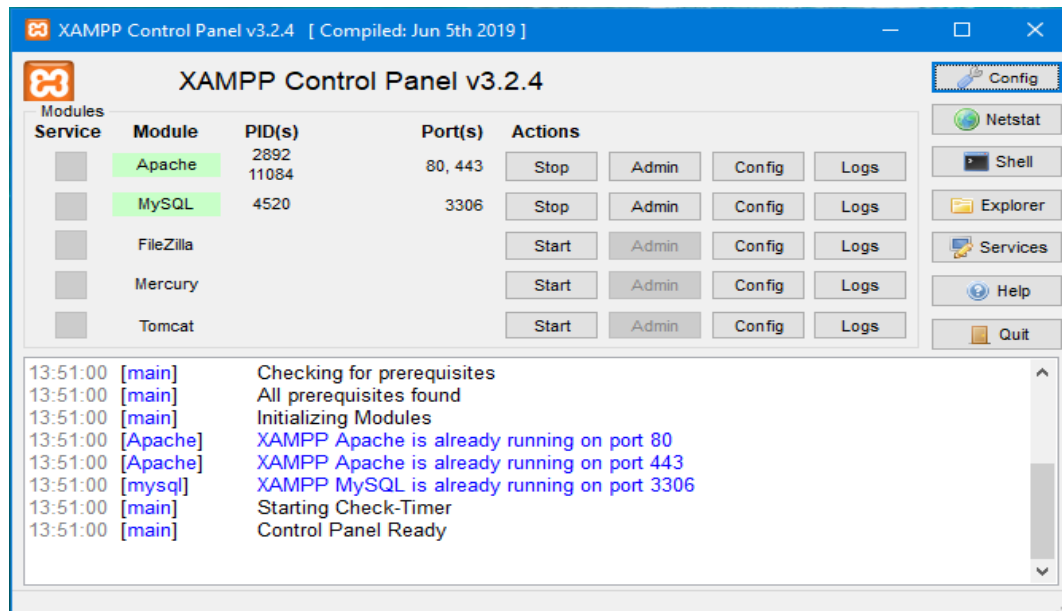 XAMPP Control Panel v3.2.4 [ Compiled: Jun 5th 2019 ]
XAMPP Control Panel v3.2.4
Modules
Service Module PID(s) Port(s) Actions
Apache 2892 11084 80, 443 Stop Admin Config Logs
MySQL 4520 3306 Stop Admin Config Logs
FileZilla Start Admin Config Logs
Mercury Start Admin Config Logs
Tomcat Start Admin Config Logs
Config
Netstat
Shell
Explorer
Services
Help
Quit
13:51:00 [main] Checking for prerequisites
13:51:00 [main] All prerequisites found
13:51:00 [main] Initializing Modules
13:51:00 [Apache] XAMPP Apache is already running on port 80
13:51:00 [Apache] XAMPP Apache is already running on port 443
13:51:00 [mysql] XAMPP MySQL is already running on port 3306
13:51:00 [main] Starting Check-Timer
13:51:00 [main] Control Panel Ready